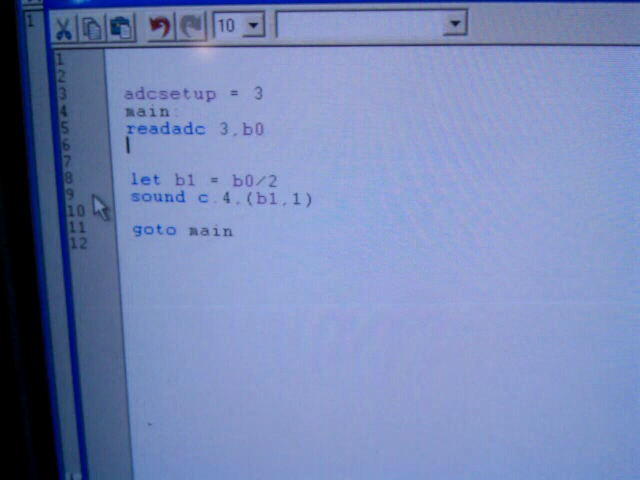 1
10
1
2
3 adcsetup = 3
4 main:
5 readadc 3,b0
6
7
8 let b1 = b0/2
9 sound c.4,(b1,1)
10
11 goto main
12